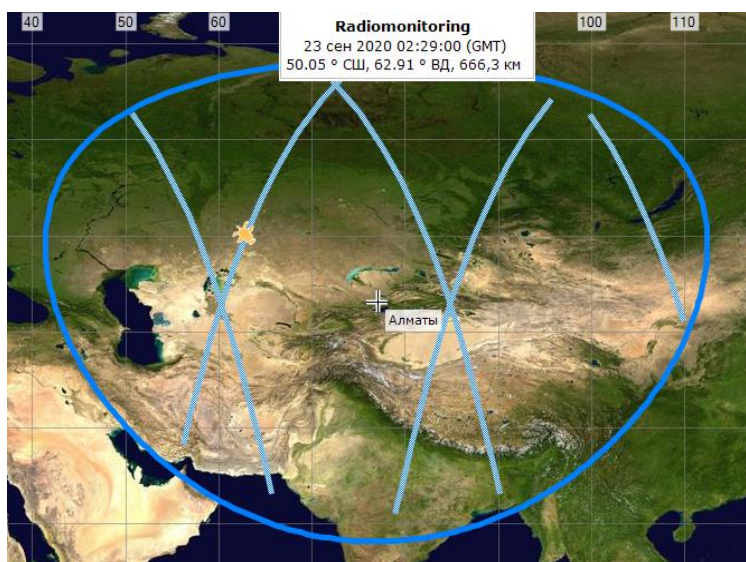 40 50 60 100 110
Radiomonitoring
23 сен 2020 02:29:00 (GMT)
50.05 ° СШ, 62.91 ° ВД, 666,3 км
Алматы